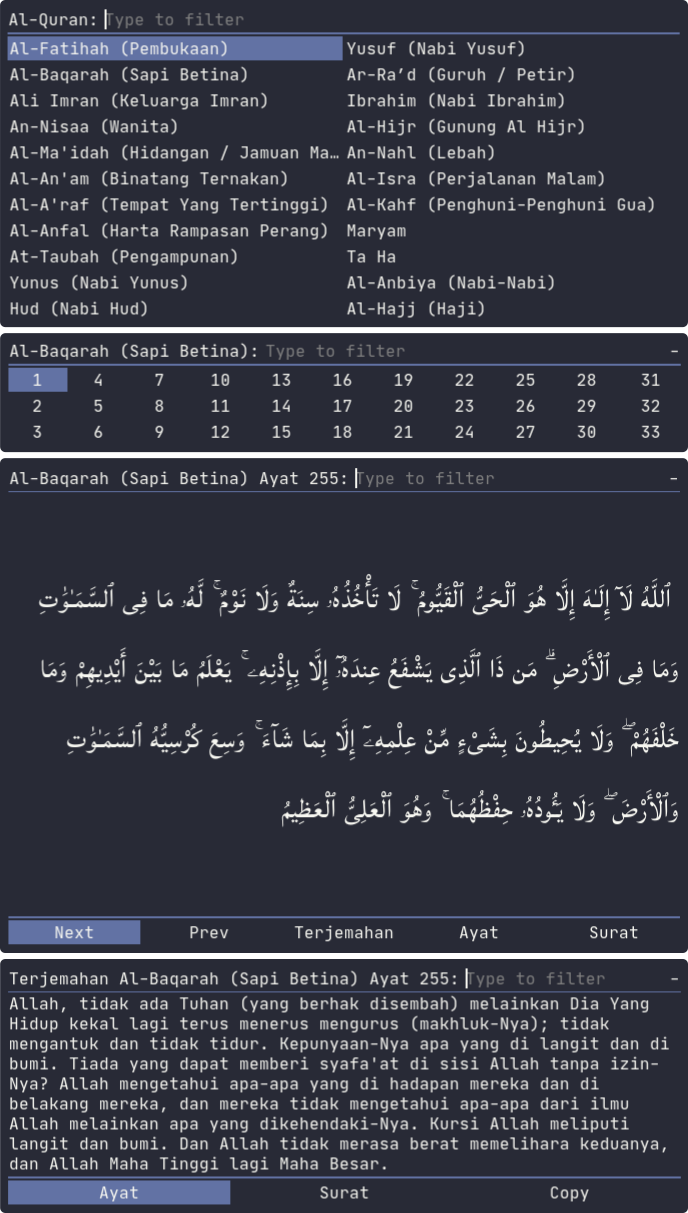 Al-Quran: Type to filter
Al-Fatihah (Pembukaan) Yusuf (Nabi Yusuf)
Al-Baqarah (Sapi Betina) Ar-Ra’d (Guruh / Petir)
Ali Imran (Keluarga Imran) Ibrahim (Nabi Ibrahim)
An-Nisaa (Wanita) Al-Hijr (Gunung Al Hijr)
Al-Ma'idah (Hidangan / Jamuan Ma… An-Nahl (Lebah)
Al-An'am (Binatang Ternakan) Al-Isra (Perjalanan Malam)
Al-A'raf (Tempat Yang Tertinggi) Al-Kahf (Penghuni-Penghuni Gua)
Al-Anfal (Harta Rampasan Perang) Maryam
At-Taubah (Pengampunan) Ta Ha
Yunus (Nabi Yunus) Al-Anbiya (Nabi-Nabi)
Hud (Nabi Hud) Al-Hajj (Haji)
Al-Baqarah (Sapi Betina): Type to filter -
1 4 7 10 13 16 19 22 25 28 31
2 5 8 11 14 17 20 23 26 29 32
3 6 9 12 15 18 21 24 27 30 33
Al-Baqarah (Sapi Betina) Ayat 255: Type to filter -
ٱللَّهُ لَآ إِلَـٰهَ إِلَّا هُوَ ٱلْحَىُّ ٱلْقَيُّومُ ۚ لَا تَأْخُذُهُۥ سِنَةٌ وَلَا نَوْمٌ ۚ لَّهُۥ مَا فِى ٱلسَّمَـٰوَٰتِ
وَمَا فِى ٱلْأَرْضِ ۗ مَن ذَا ٱلَّذِى يَشْفَعُ عِندَهُۥٓ إِلَّا بِإِذْنِهِۦ ۚ يَعْلَمُ مَا بَيْنَ أَيْدِيهِمْ وَمَا
خَلْفَهُمْ ۖ وَلَا يُحِيطُونَ بِشَىْءٍ مِّنْ عِلْمِهِۦٓ إِلَّا بِمَا شَآءَ ۚ وَسِعَ كُرْسِيُّهُ ٱلسَّمَـٰوَٰتِ
وَٱلْأَرْضَ ۖ وَلَا يَـُٔودُهُۥ حِفْظُهُمَا ۚ وَهُوَ ٱلْعَلِىُّ ٱلْعَظِيمُ
Next Prev Terjemahan Ayat Surat
Terjemahan Al-Baqarah (Sapi Betina) Ayat 255: Type to filter -
Allah, tidak ada Tuhan (yang berhak disembah) melainkan Dia Yang
Hidup kekal lagi terus menerus mengurus (makhluk-Nya); tidak
mengantuk dan tidak tidur. Kepunyaan-Nya apa yang di langit dan di
bumi. Tiada yang dapat memberi syafa'at di sisi Allah tanpa izin-
Nya? Allah mengetahui apa-apa yang di hadapan mereka dan di
belakang mereka, dan mereka tidak mengetahui apa-apa dari ilmu
Allah melainkan apa yang dikehendaki-Nya. Kursi Allah meliputi
langit dan bumi. Dan Allah tidak merasa berat memelihara keduanya,
dan Allah Maha Tinggi lagi Maha Besar.
Ayat Surat Copy